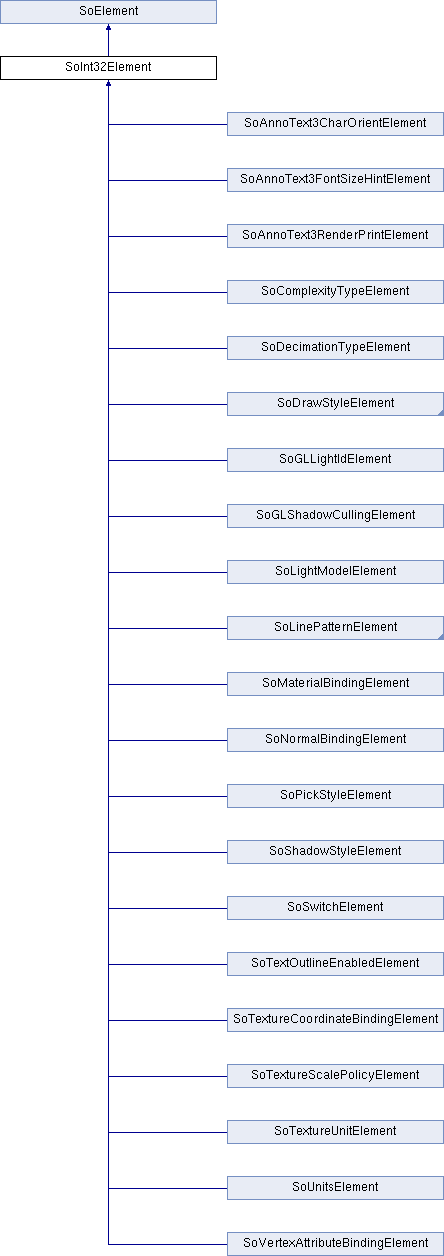 SoElement
SoInt32Element
SoAnnoText3CharOrientElement
SoAnnoText3FontSizeHintElement
SoAnnoText3RenderPrintElement
SoComplexityTypeElement
SoDecimationTypeElement
SoDrawStyleElement
SoGLLightIdElement
SoGLShadowCullingElement
SoLightModelElement
SoLinePatternElement
SoMaterialBindingElement
SoNormalBindingElement
SoPickStyleElement
SoShadowStyleElement
SoSwitchElement
SoTextOutlineEnabledElement
SoTextureCoordinateBindingElement
SoTextureScalePolicyElement
SoTextureUnitElement
SoUnitsElement
SoVertexAttributeBindingElement